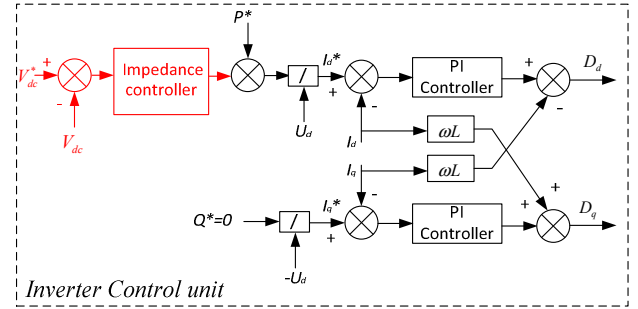 P*
V*dc
+
-
Vdc
Impedance
controller
/
Ud
Id*
+
-
PI
Controller
+
-
Dd
Id
ωL
Iq
ωL
Q*=0
/
-Ud
Iq*
+
-
PI
Controller
+
+
Dq
Inverter Control unit